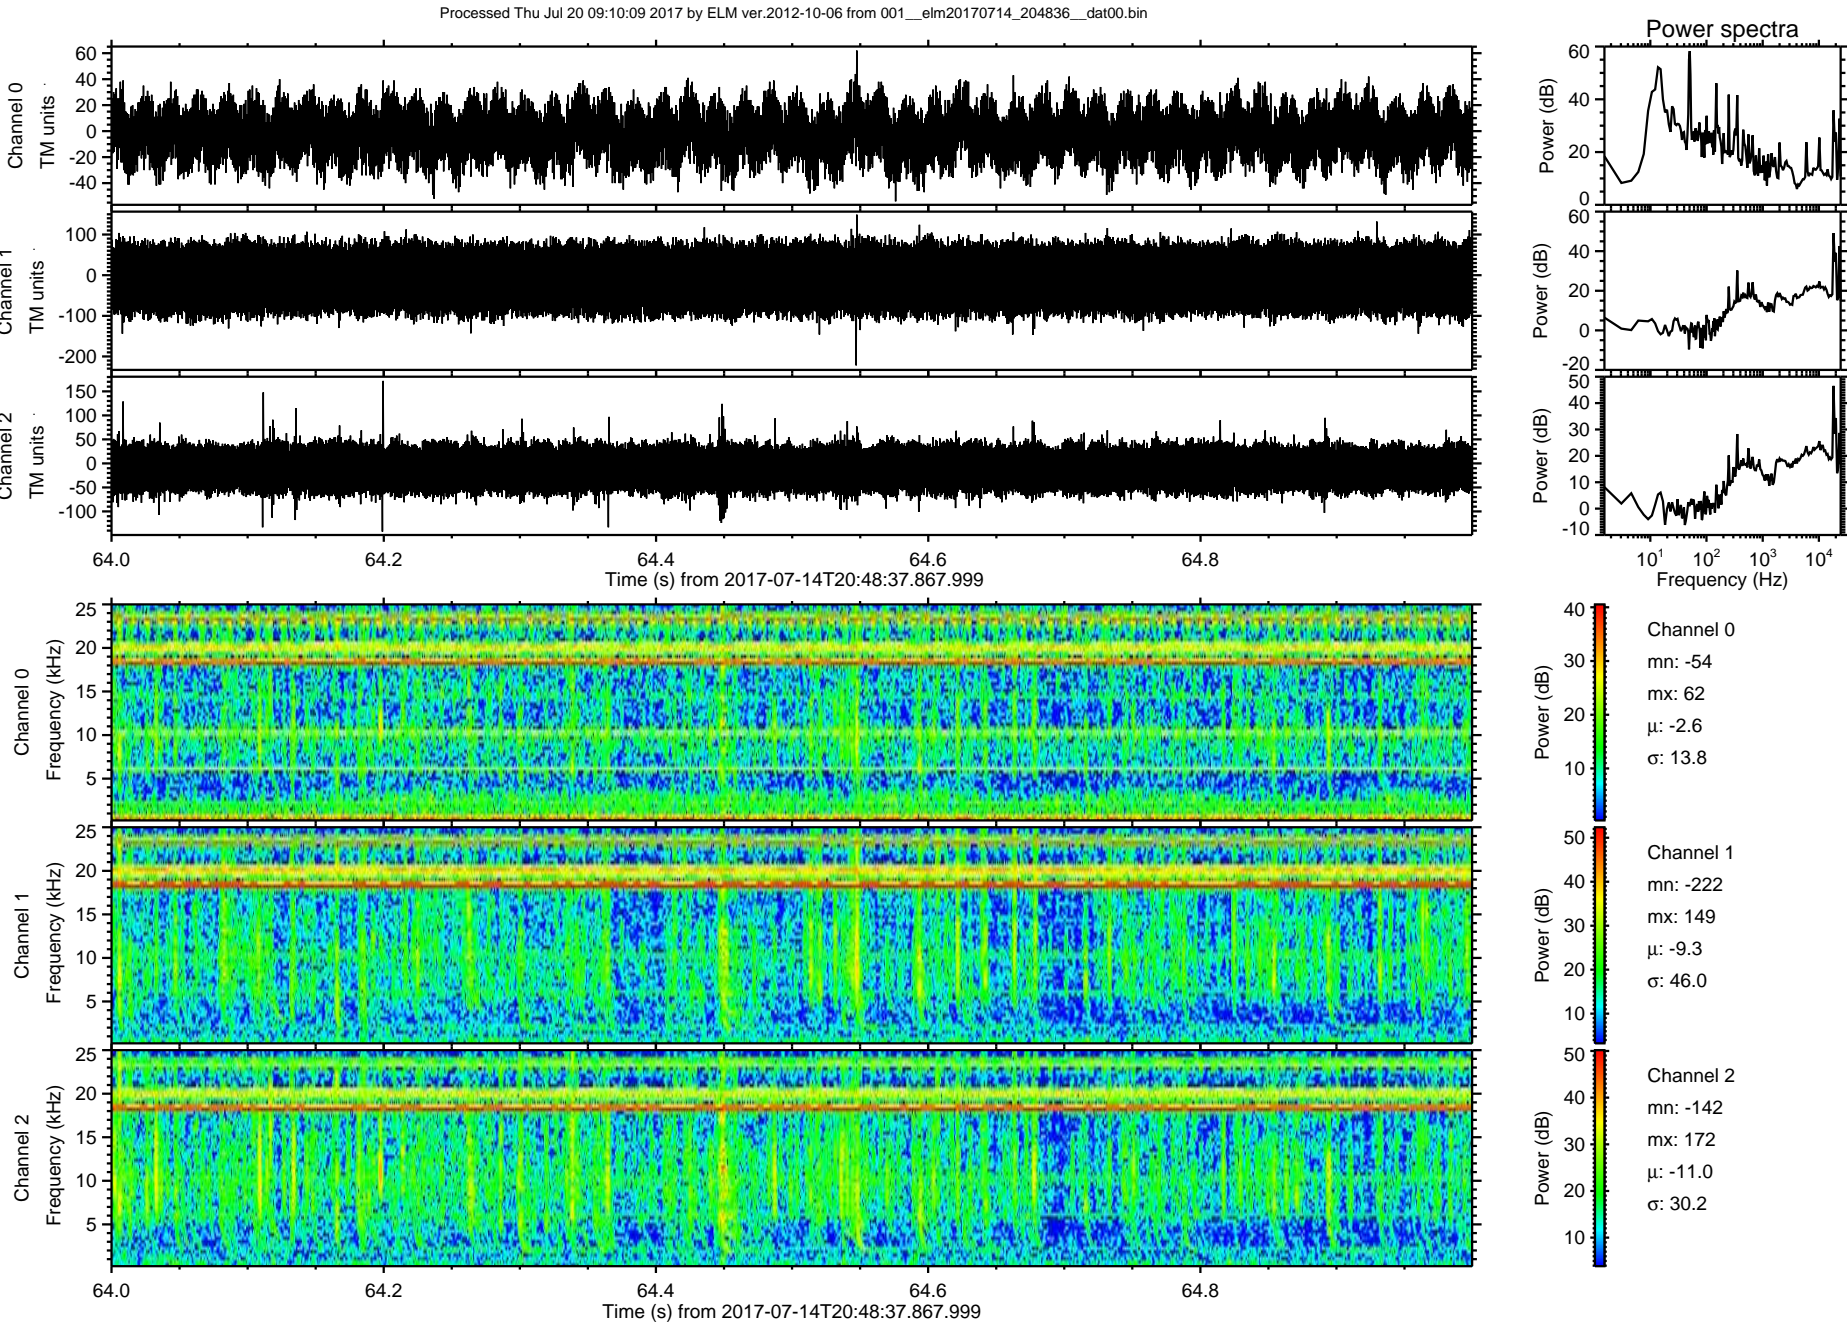 Processed Thu Jul 20 09:10:09 2017 by ELM ver.2012-10-06 from 001__elm20170714_204836__dat00.bin
Power spectra
Channel 0
TM units
60
40
20
0
-20
-40
Power (dB)
60
40
20
0
Channel 1
TM units
100
0
-100
-200
Power (dB)
60
40
20
0
-20
Channel 2
TM units
150
100
50
0
-50
-100
Power (dB)
50
40
30
20
10
0
-10
64.0 64.2 64.4 64.6 64.8
Time (s) from 2017-07-14T20:48:37.867.999
10¹ 10² 10³ 10⁴
Frequency (Hz)
Channel 0
Frequency (kHz)
25
20
15
10
5
Power (dB)
40
30
20
10
Channel 0
mn: -54
mx: 62
μ: -2.6
σ: 13.8
Channel 1
Frequency (kHz)
25
20
15
10
5
Power (dB)
50
40
30
20
10
Channel 1
mn: -222
mx: 149
μ: -9.3
σ: 46.0
Channel 2
Frequency (kHz)
25
20
15
10
5
Power (dB)
50
40
30
20
10
Channel 2
mn: -142
mx: 172
μ: -11.0
σ: 30.2
64.0 64.2 64.4 64.6 64.8
Time (s) from 2017-07-14T20:48:37.867.999